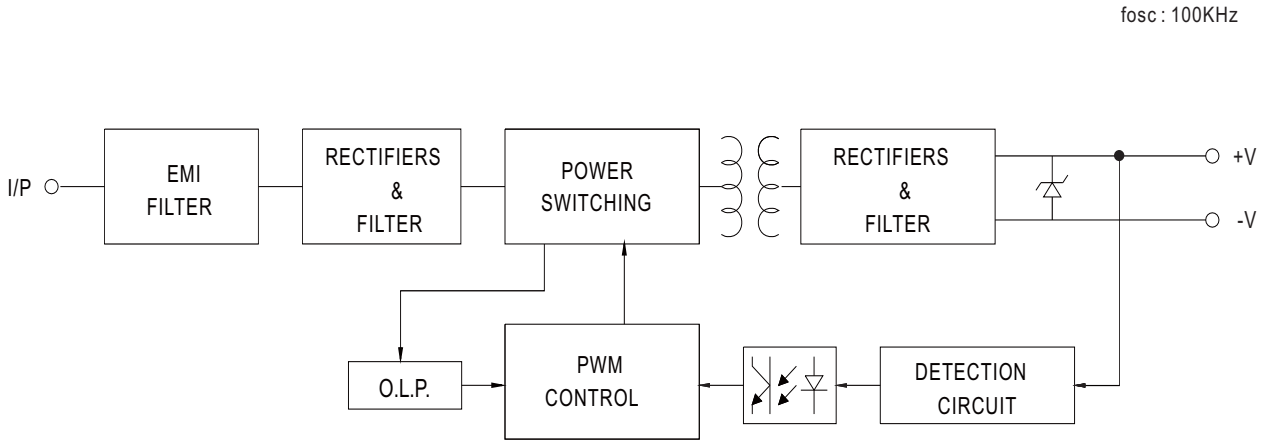 fosc : 100KHz
I/P
EMI
FILTER
RECTIFIERS
&
FILTER
POWER
SWITCHING
RECTIFIERS
&
FILTER
+V
-V
O.L.P.
PWM
CONTROL
DETECTION
CIRCUIT